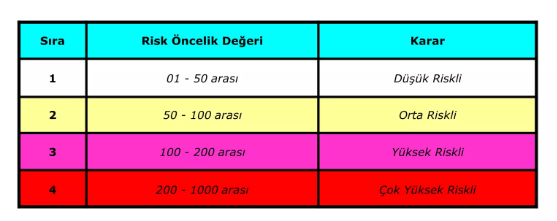 Sıra Risk Öncelik Değeri Karar
1 01 - 50 arası Düşük Riskli
2 50 - 100 arası Orta Riskli
3 100 - 200 arası Yüksek Riskli
4 200 - 1000 arası Çok Yüksek Riskli